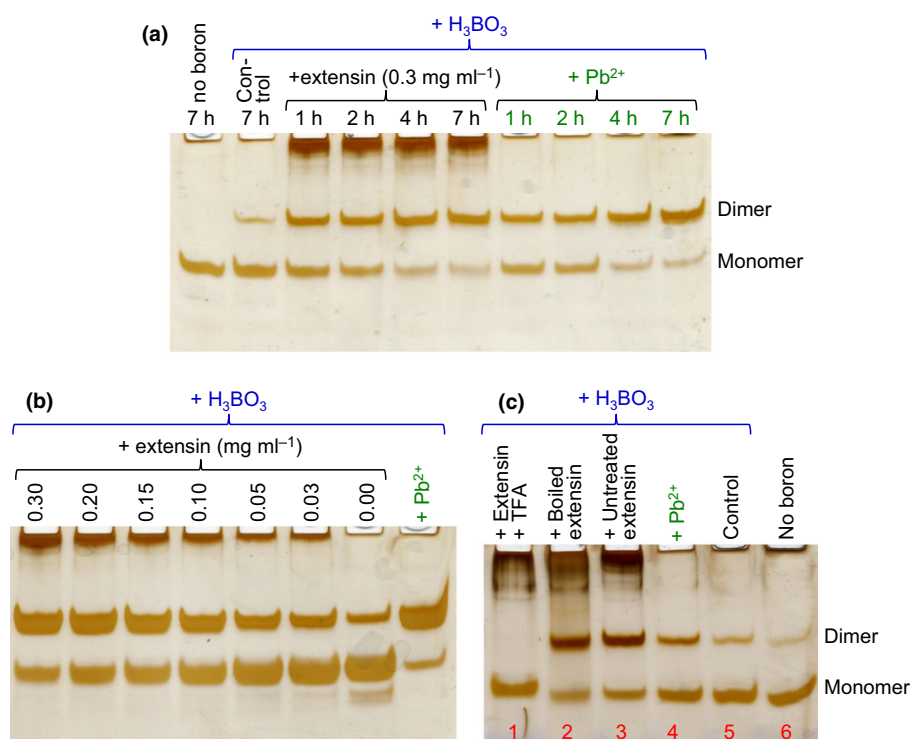 (a)
+ H₃BO₃
no boron
Con-
trol
+extensin (0.3 mg ml⁻¹)
+ Pb²⁺
7 h 7 h 1 h 2 h 4 h 7 h 1 h 2 h 4 h 7 h
Dimer
Monomer
(b)
+ H₃BO₃
+ extensin (mg ml⁻¹)
0.30 0.20 0.15 0.10 0.05 0.03 0.00 + Pb²⁺
(c)
+ H₃BO₃
+ Extensin
+ TFA
+ Boiled
extensin
+ Untreated
extensin
+ Pb²⁺
Control
No boron
Dimer
Monomer
1 2 3 4 5 6